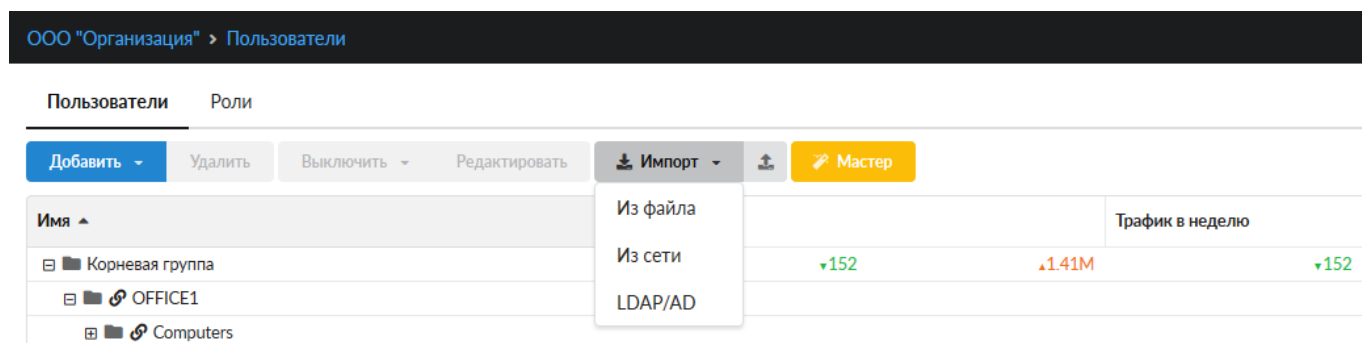 ООО "Организация" > Пользователи
Пользователи Роли
Добавить Удалить Выключить Редактировать Импорт Мастер
Имя Трафик в неделю
Из файла
Из сети
LDAP/AD
Корневая группа 152 1.41M 152
OFFICE1
Computers